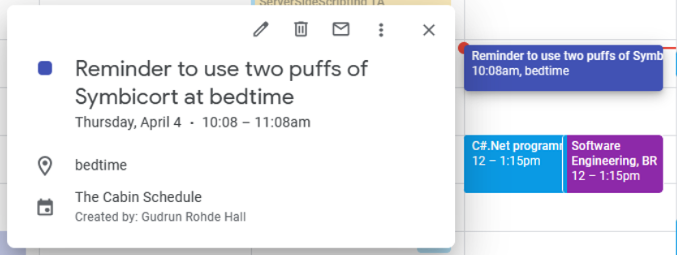 ServerSideScripting TA
Reminder to use two puffs of
Symbicort at bedtime
Thursday, April 4 · 10:08 – 11:08am
bedtime
The Cabin Schedule
Created by: Gudrun Rohde Hall
Reminder to use two puffs of Symb
10:08am, bedtime
C#.Net programm
12 – 1:15pm
Software
Engineering, BR
12 – 1:15pm